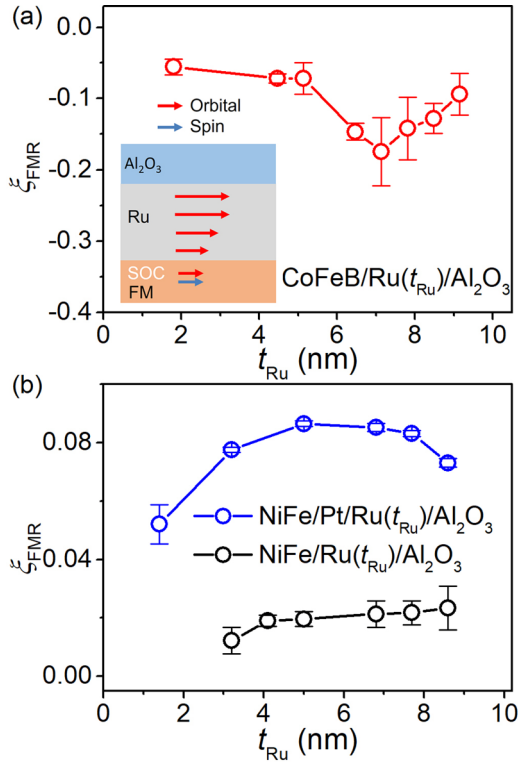 (a)
0.0
-0.1
-0.2
-0.3
-0.4
ξFMR
Orbital
Spin
Al2O3
Ru
SOC
FM
CoFeB/Ru(tRu)/Al2O3
0 2 4 6 8 10
tRu (nm)
(b)
0.08
0.04
0.00
ξFMR
NiFe/Pt/Ru(tRu)/Al2O3
NiFe/Ru(tRu)/Al2O3
0 2 4 6 8 10
tRu (nm)